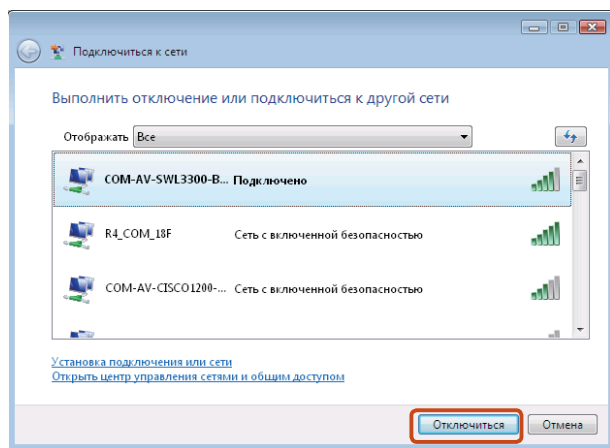 Подключиться к сети
Выполнить отключение или подключиться к другой сети
Отображать Все
COM-AV-SWL3300-B... Подключено
R4_COM_18F Сеть с включенной безопасностью
COM-AV-CISCO1200-... Сеть с включенной безопасностью
Установка подключения или сети
Открыть центр управления сетями и общим доступом
Отключиться Отмена